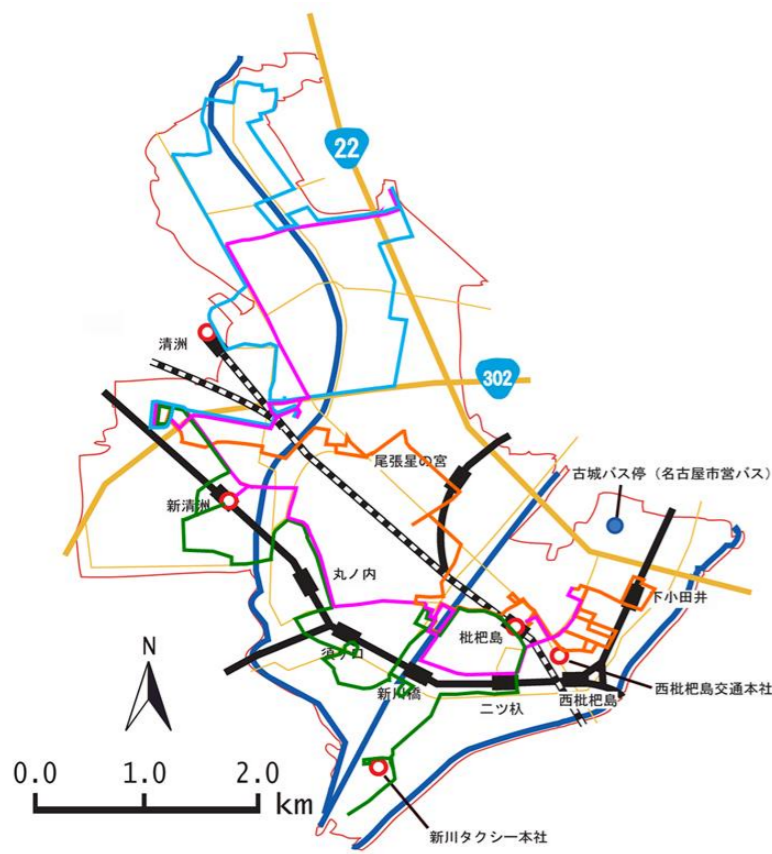 22
清洲
302
尾張星の宮
古城バス停（名古屋市営バス）
新清洲
丸ノ内
下小田井
枇杷島
須ヶ口
N
新川橋
二ツ杁
西枇杷島
西枇杷島交通本社
0.0 1.0 2.0
km
新川タクシー本社